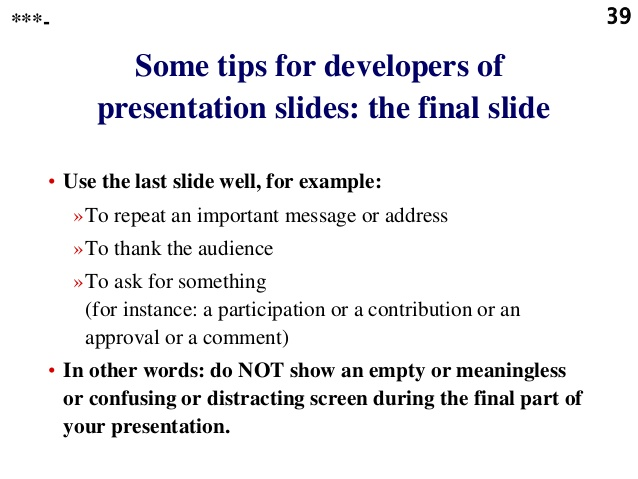 ***-
39
Some tips for developers of
presentation slides: the final slide
• Use the last slide well, for example:
»To repeat an important message or address
»To thank the audience
»To ask for something
(for instance: a participation or a contribution or an
approval or a comment)
• In other words: do NOT show an empty or meaningless
or confusing or distracting screen during the final part of
your presentation.